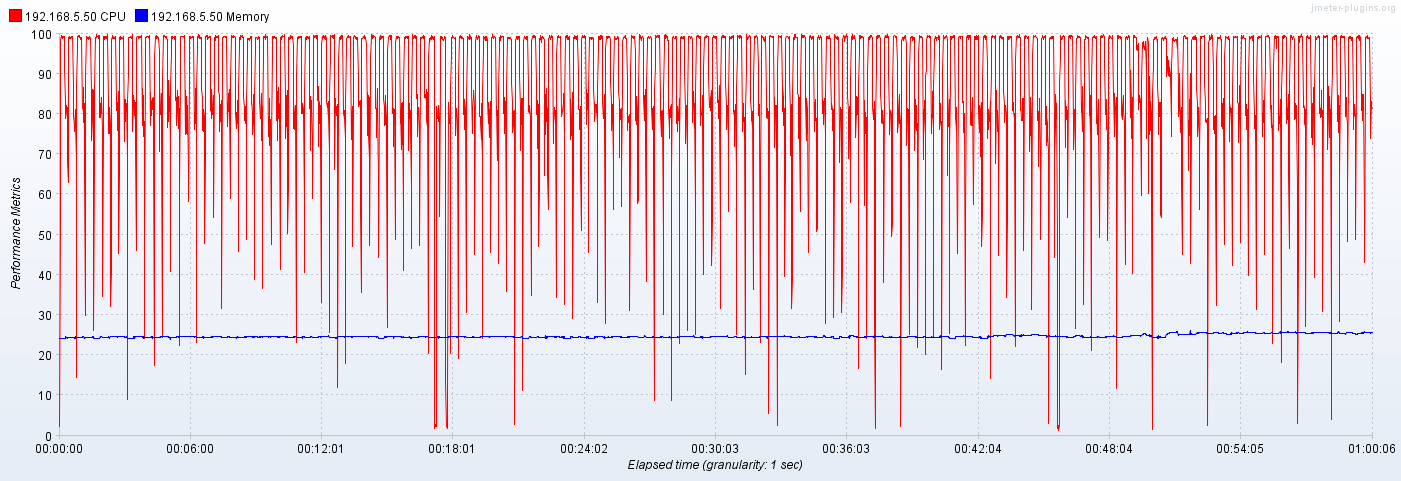 192.168.5.50 CPU 192.168.5.50 Memory
jmeter-plugins.org
100
90
80
70
60
50
40
30
20
10
0
Performance Metrics
00:00:00 00:06:00 00:12:01 00:18:01 00:24:02 00:30:03 00:36:03 00:42:04 00:48:04 00:54:05 01:00:06
Elapsed time (granularity: 1 sec)